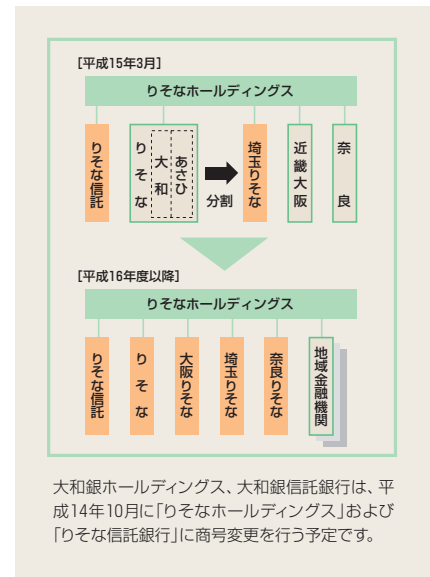 [平成15年3月]
りそなホールディングス
りそな信託
りそな
大和
あさひ
分割
埼玉りそな
近畿大阪
奈良
[平成16年度以降]
りそなホールディングス
りそな信託
りそな
大阪りそな
埼玉りそな
奈良りそな
地域金融機関
大和銀ホールディングス、大和銀信託銀行は、平
成14年10月に「りそなホールディングス」および
「りそな信託銀行」に商号変更を行う予定です。